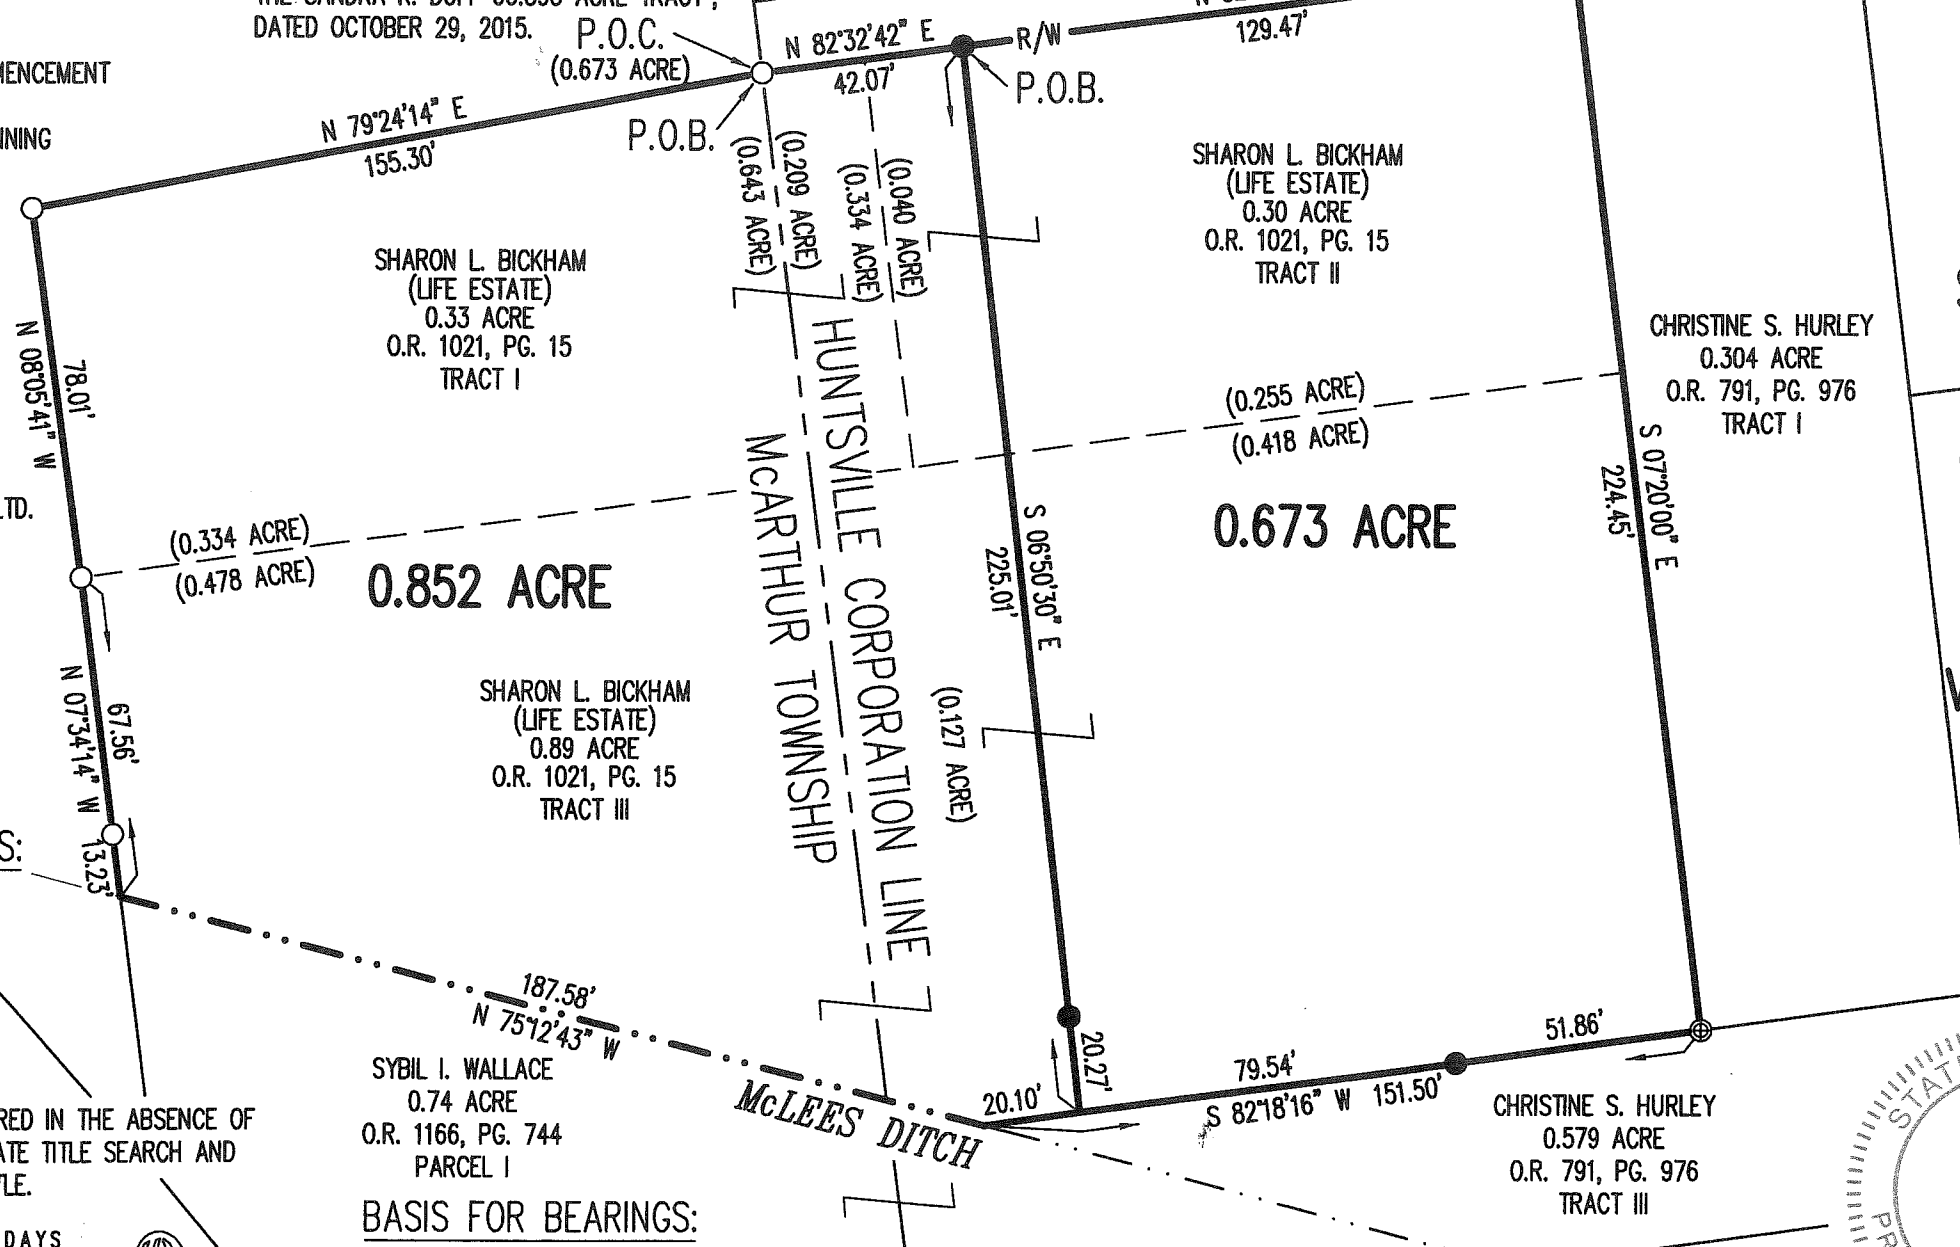 DATED OCTOBER 29, 2015.
P.O.C.
(0.673 ACRE)
N 82°32'42" E
42.07'
R/W
129.47'
P.O.B.
P.O.B.
N 79°24'14" E
155.30'
(0.209 ACRE)
(0.643 ACRE)
(0.040 ACRE)
(0.334 ACRE)
SHARON L. BICKHAM
(LIFE ESTATE)
0.30 ACRE
O.R. 1021, PG. 15
TRACT II
SHARON L. BICKHAM
(LIFE ESTATE)
0.33 ACRE
O.R. 1021, PG. 15
TRACT I
CHRISTINE S. HURLEY
0.304 ACRE
O.R. 791, PG. 976
TRACT I
N 08°05'41" W
78.01'
HUNTSVILLE CORPORATION LINE
McARTHUR TOWNSHIP
(0.255 ACRE)
(0.418 ACRE)
S 07°20'00" E
224.45'
(0.334 ACRE)
(0.478 ACRE)
0.852 ACRE
0.673 ACRE
S 06°50'30" E
225.01'
SHARON L. BICKHAM
(LIFE ESTATE)
0.89 ACRE
O.R. 1021, PG. 15
TRACT III
(0.127 ACRE)
N 07°34'14" W
67.56'
13.23'
187.58'
N 75°12'43" W
SYBIL I. WALLACE
0.74 ACRE
O.R. 1166, PG. 744
PARCEL I
McLEES DITCH
20.10'
20.27'
79.54'
51.86'
S 82°18'16" W 151.50'
CHRISTINE S. HURLEY
0.579 ACRE
O.R. 791, PG. 976
TRACT III
IN THE ABSENCE OF
TITLE SEARCH AND
BASIS FOR BEARINGS:
DAYS